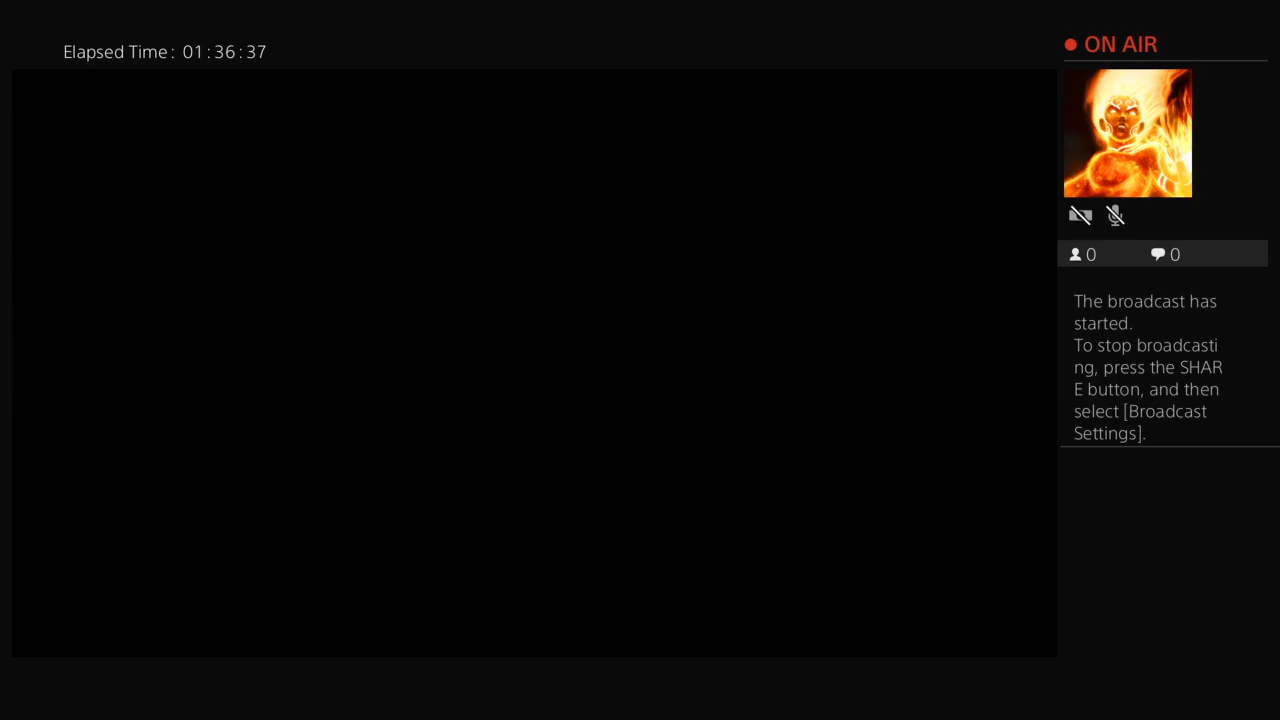 Elapsed Time: 01:36:37
ON AIR
0
0
The broadcast has
started.
To stop broadcasti
ng, press the SHAR
E button, and then
select [Broadcast
Settings].